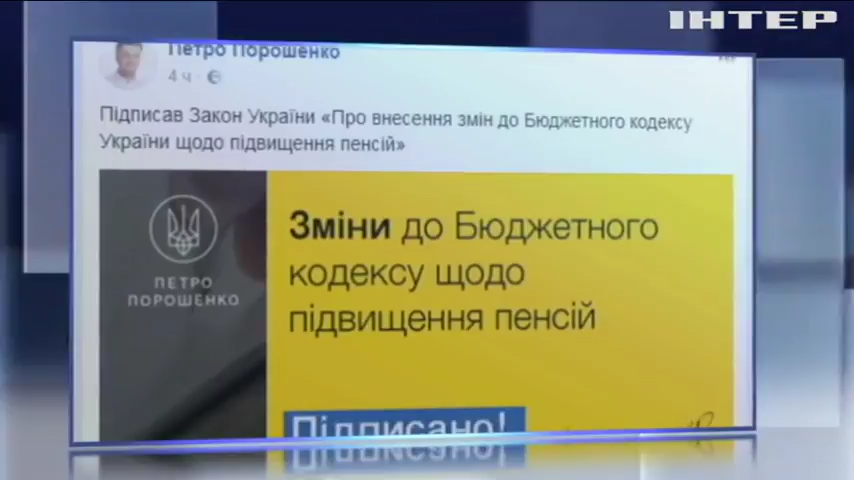 ІНТЕР
Петро Порошенко
4 ч ·
Підписав Закон України «Про внесення змін до Бюджетного кодексу
України щодо підвищення пенсій»
ПЕТРО
ПОРОШЕНКО
Зміни до Бюджетного
кодексу щодо
підвищення пенсій
Підписано!